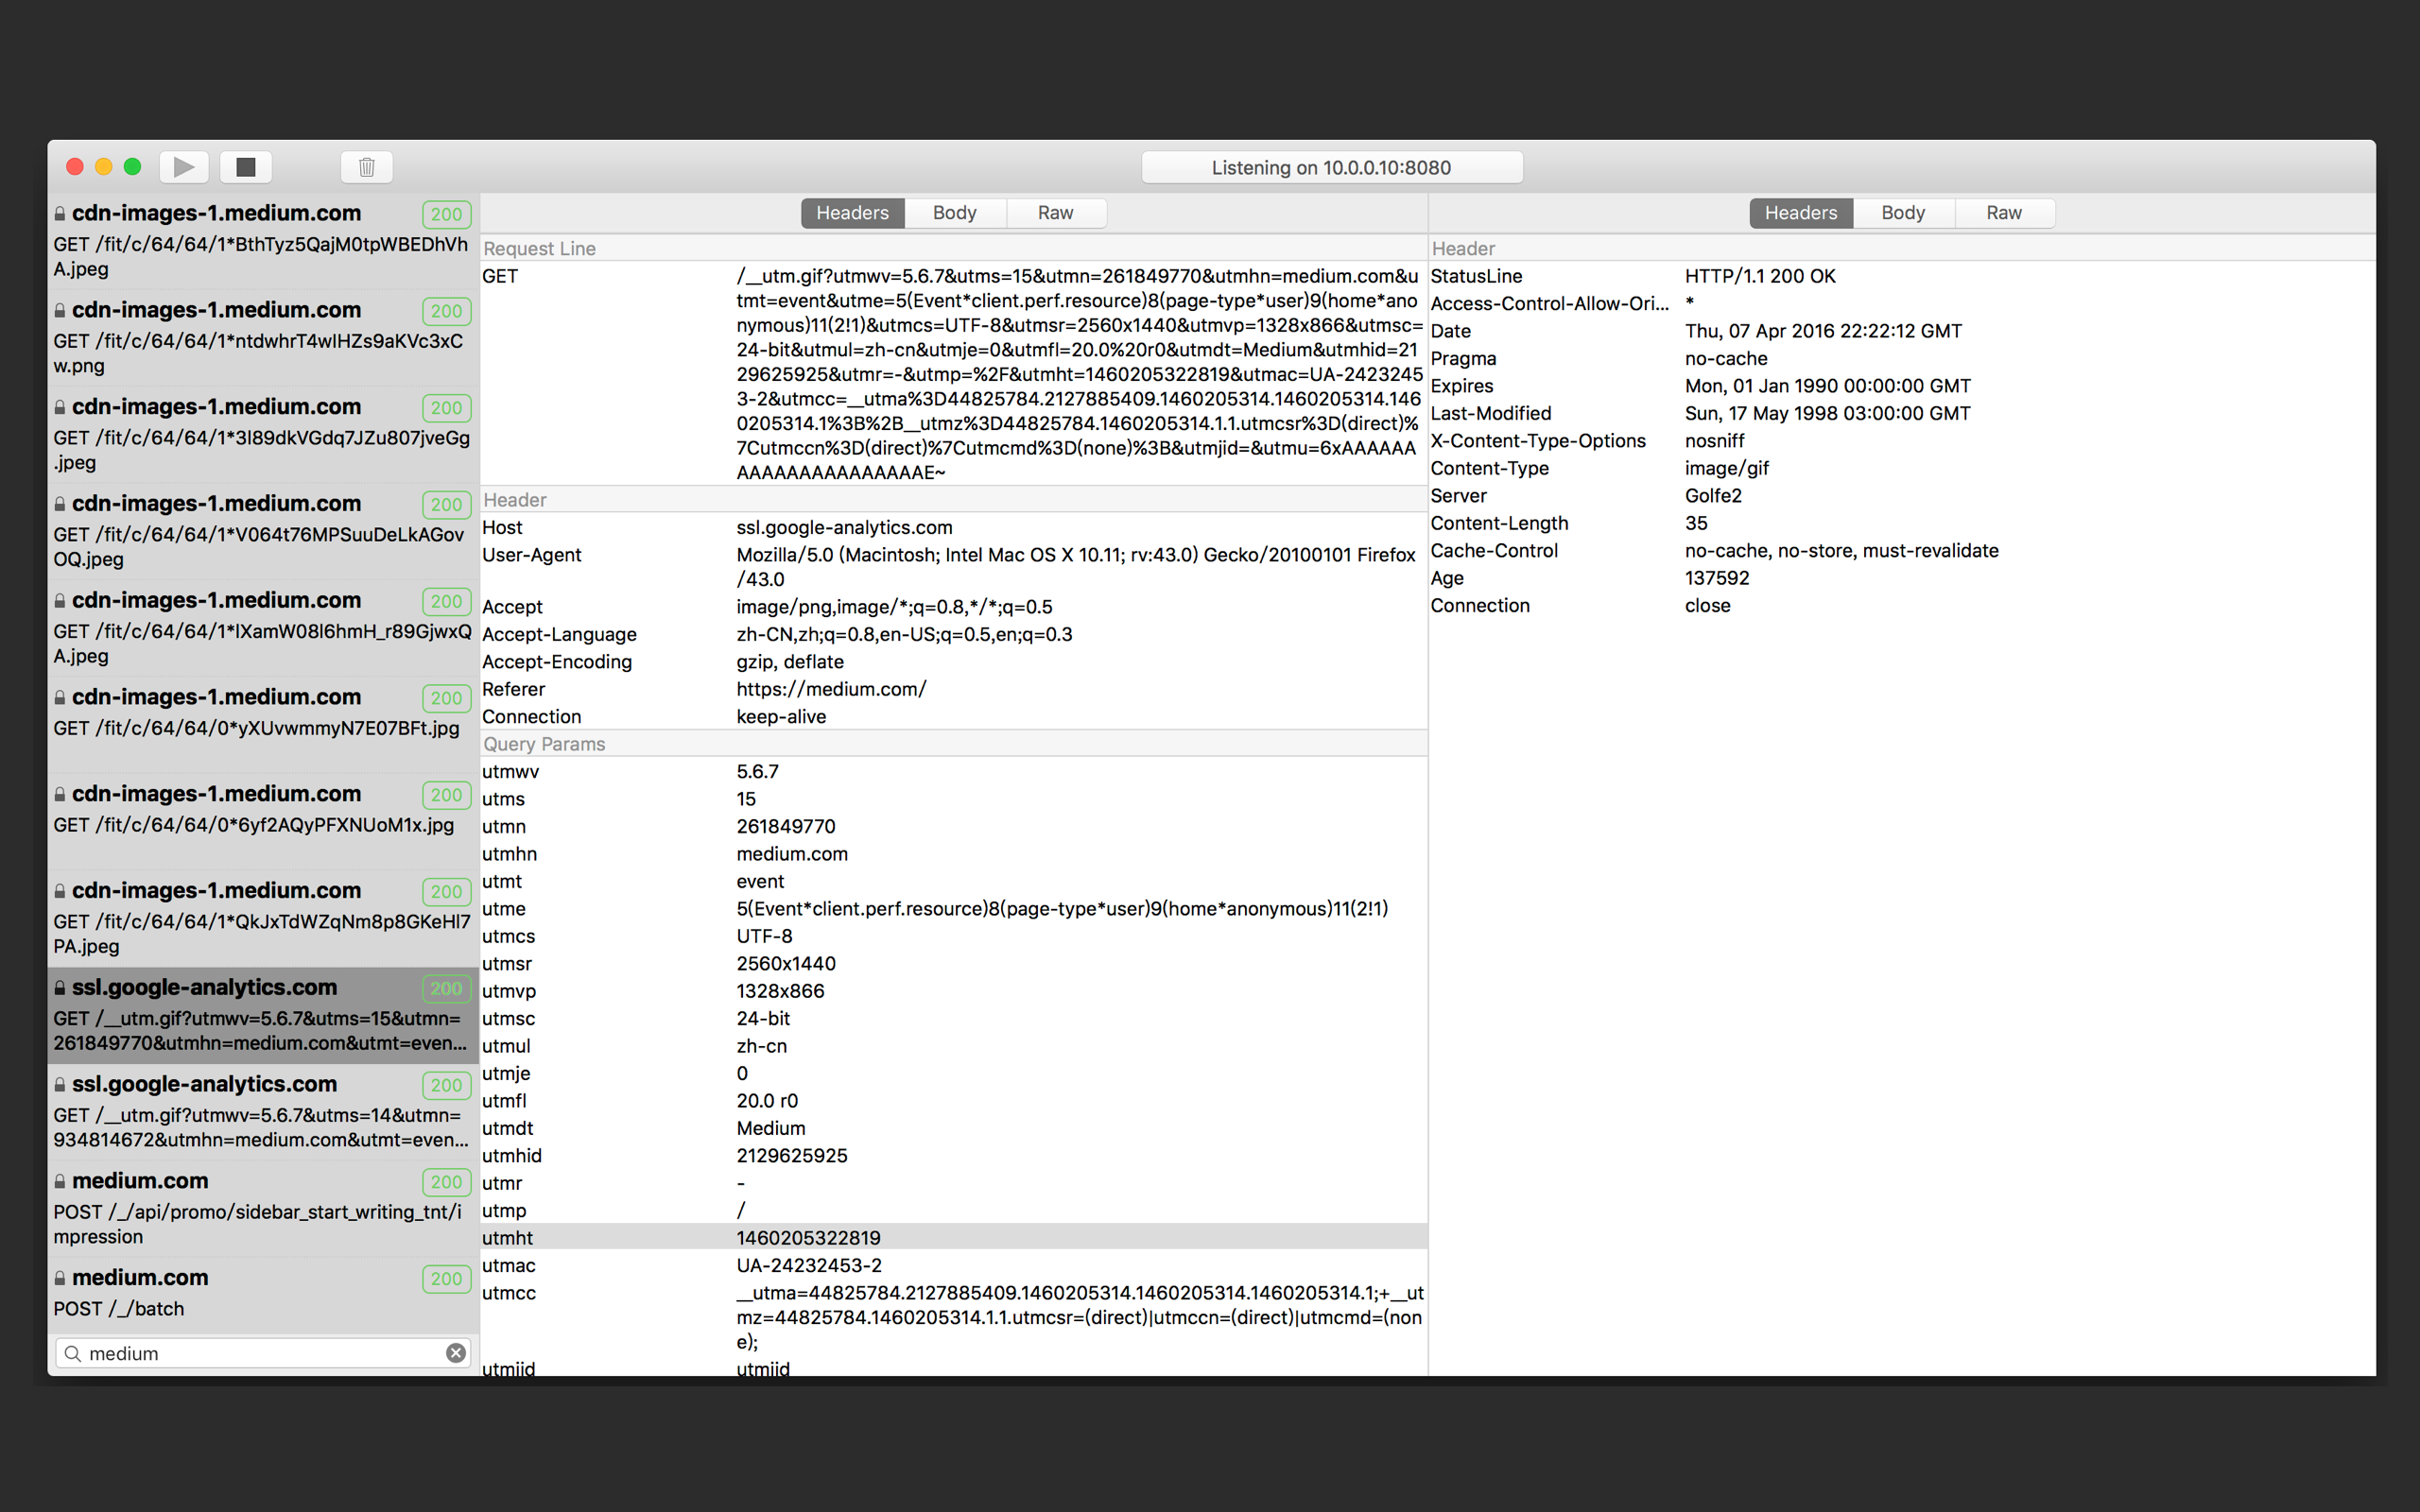 Listening on 10.0.0.10:8080
cdn-images-1.medium.com 200
GET /fit/c/64/64/1*BthTyz5QajM0tpWBEDhVh
A.jpeg
cdn-images-1.medium.com 200
GET /fit/c/64/64/1*ntdwhrT4wIHZs9aKVc3xC
w.png
cdn-images-1.medium.com 200
GET /fit/c/64/64/1*3l89dkVGdq7JZu807jveGg
.jpeg
cdn-images-1.medium.com 200
GET /fit/c/64/64/1*V064t76MPSuuDeLkAGov
OQ.jpeg
cdn-images-1.medium.com 200
GET /fit/c/64/64/1*lXamW08l6hmH_r89GjwxQ
A.jpeg
cdn-images-1.medium.com 200
GET /fit/c/64/64/0*yXUvwmmyN7E07BFt.jpg
cdn-images-1.medium.com 200
GET /fit/c/64/64/0*6yf2AQyPFXNUoM1x.jpg
cdn-images-1.medium.com 200
GET /fit/c/64/64/1*QkJxTdWZqNm8p8GKeHl7
PA.jpeg
ssl.google-analytics.com 200
GET /__utm.gif?utmwv=5.6.7&utms=15&utmn=
261849770&utmhn=medium.com&utmt=even...
ssl.google-analytics.com 200
GET /__utm.gif?utmwv=5.6.7&utms=14&utmn=
934814672&utmhn=medium.com&utmt=even...
medium.com 200
POST /_/api/promo/sidebar_start_writing_tnt/i
mpression
medium.com 200
POST /_/batch
medium
Headers Body Raw
Request Line
GET /__utm.gif?utmwv=5.6.7&utms=15&utmn=261849770&utmhn=medium.com&u
tmt=event&utme=5(Event*client.perf.resource)8(page-type*user)9(home*ano
nymous)11(2!1)&utmcs=UTF-8&utmsr=2560x1440&utmvp=1328x866&utmsc=
24-bit&utmul=zh-cn&utmje=0&utmfl=20.0%20r0&utmdt=Medium&utmhid=21
29625925&utmr=-&utmp=%2F&utmht=1460205322819&utmac=UA-2423245
3-2&utmcc=__utma%3D44825784.2127885409.1460205314.1460205314.146
0205314.1%3B%2B__utmz%3D44825784.1460205314.1.1.utmcsr%3D(direct)%
7Cutmccn%3D(direct)%7Cutmcmd%3D(none)%3B&utmjid=&utmu=6xAAAAAA
AAAAAAAAAAAAAAAAE~
Header
Host ssl.google-analytics.com
User-Agent Mozilla/5.0 (Macintosh; Intel Mac OS X 10.11; rv:43.0) Gecko/20100101 Firefox
/43.0
Accept image/png,image/*;q=0.8,*/*;q=0.5
Accept-Language zh-CN,zh;q=0.8,en-US;q=0.5,en;q=0.3
Accept-Encoding gzip, deflate
Referer https://medium.com/
Connection keep-alive
Query Params
utmwv 5.6.7
utms 15
utmn 261849770
utmhn medium.com
utmt event
utme 5(Event*client.perf.resource)8(page-type*user)9(home*anonymous)11(2!1)
utmcs UTF-8
utmsr 2560x1440
utmvp 1328x866
utmsc 24-bit
utmul zh-cn
utmje 0
utmfl 20.0 r0
utmdt Medium
utmhid 2129625925
utmr -
utmp /
utmht 1460205322819
utmac UA-24232453-2
utmcc __utma=44825784.2127885409.1460205314.1460205314.1460205314.1;+__ut
mz=44825784.1460205314.1.1.utmcsr=(direct)|utmccn=(direct)|utmcmd=(non
e);
utmjid utmjid
Headers Body Raw
Header
StatusLine HTTP/1.1 200 OK
Access-Control-Allow-Ori... *
Date Thu, 07 Apr 2016 22:22:12 GMT
Pragma no-cache
Expires Mon, 01 Jan 1990 00:00:00 GMT
Last-Modified Sun, 17 May 1998 03:00:00 GMT
X-Content-Type-Options nosniff
Content-Type image/gif
Server Golfe2
Content-Length 35
Cache-Control no-cache, no-store, must-revalidate
Age 137592
Connection close